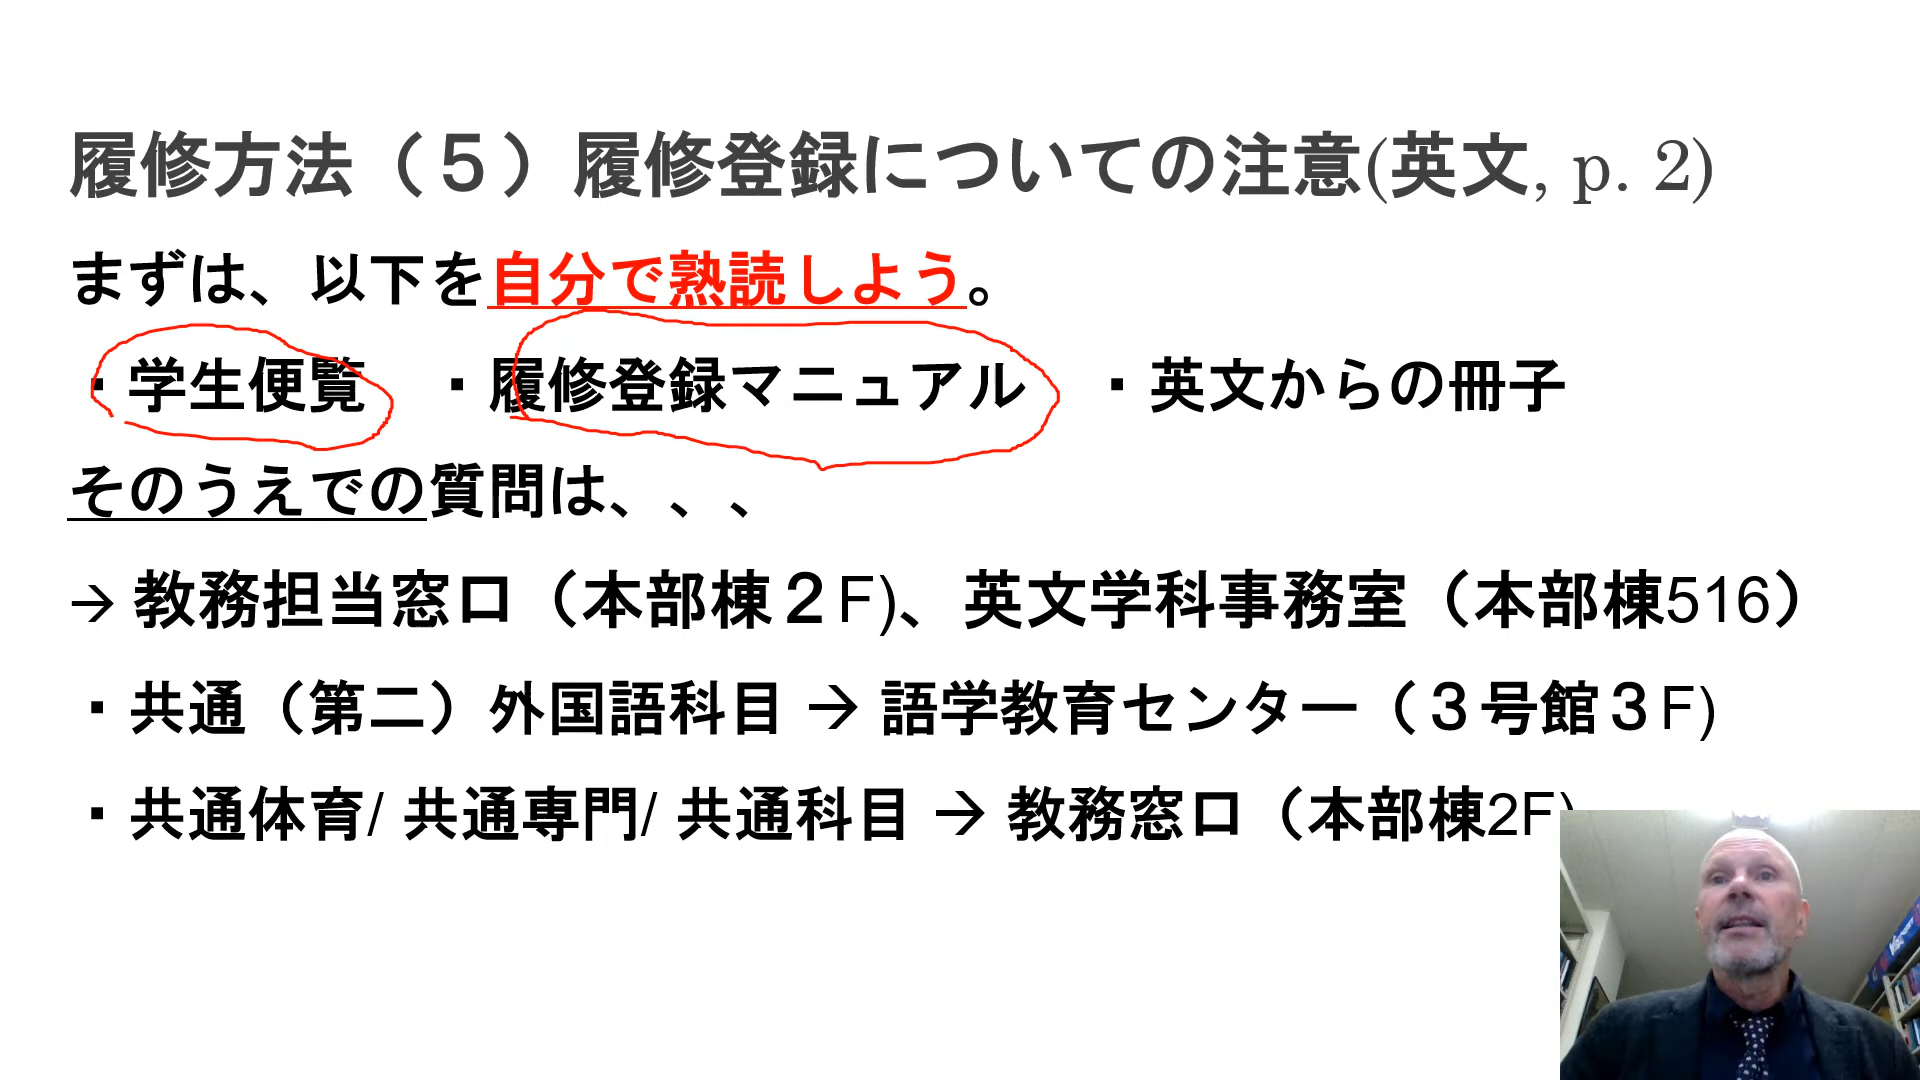 履修方法（５）履修登録についての注意(英文, p. 2)
まずは、以下を自分で熟読しよう。
・学生便覧　・履修登録マニュアル　・英文からの冊子
そのうえでの質問は、、、
→ 教務担当窓口（本部棟２F)、英文学科事務室（本部棟516）
・共通（第二）外国語科目 → 語学教育センター（３号館３F)
・共通体育/ 共通専門/ 共通科目 → 教務窓口（本部棟2F)